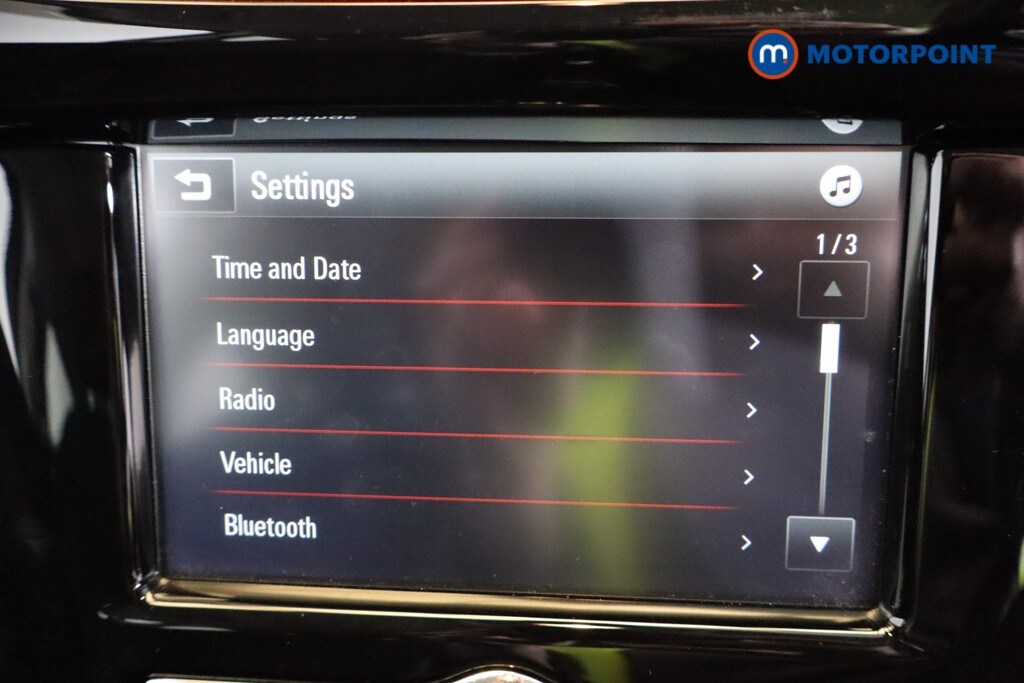 MOTORPOINT
Settings
1/3
Time and Date
Language
Radio
Vehicle
Bluetooth